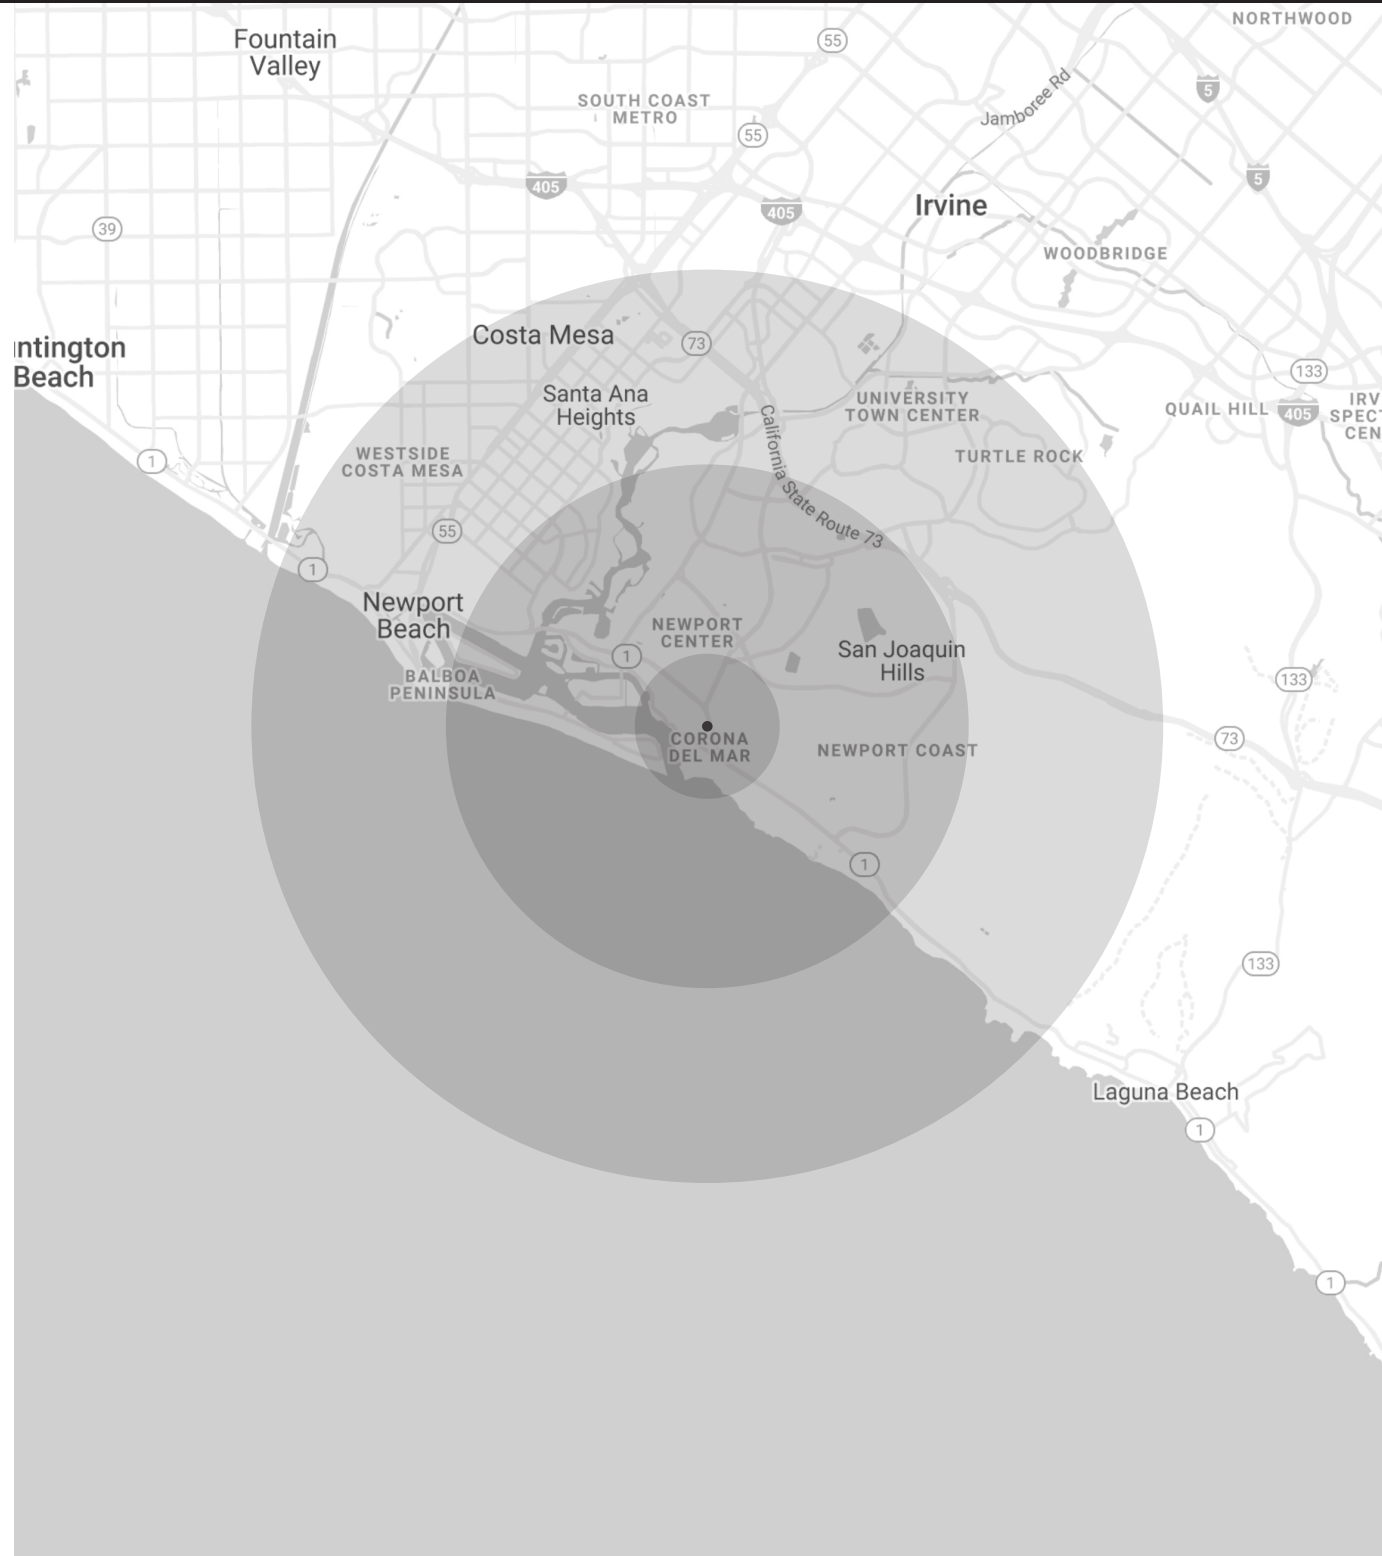 NORTHWOOD
Fountain
Valley
55
5
Jamboree Rd
SOUTH COAST
METRO
55
5
405
405
Irvine
39
WOODBRIDGE
Costa Mesa
73
ntington
Beach
133
Santa Ana
Heights
UNIVERSITY
TOWN CENTER
QUAIL HILL
405
IRV
SPECT
CEN
California State Route 73
WESTSIDE
COSTA MESA
TURTLE ROCK
1
55
1
Newport
Beach
NEWPORT
CENTER
1
San Joaquin
Hills
BALBOA
PENINSULA
133
CORONA
DEL MAR
NEWPORT COAST
73
1
133
Laguna Beach
1
1